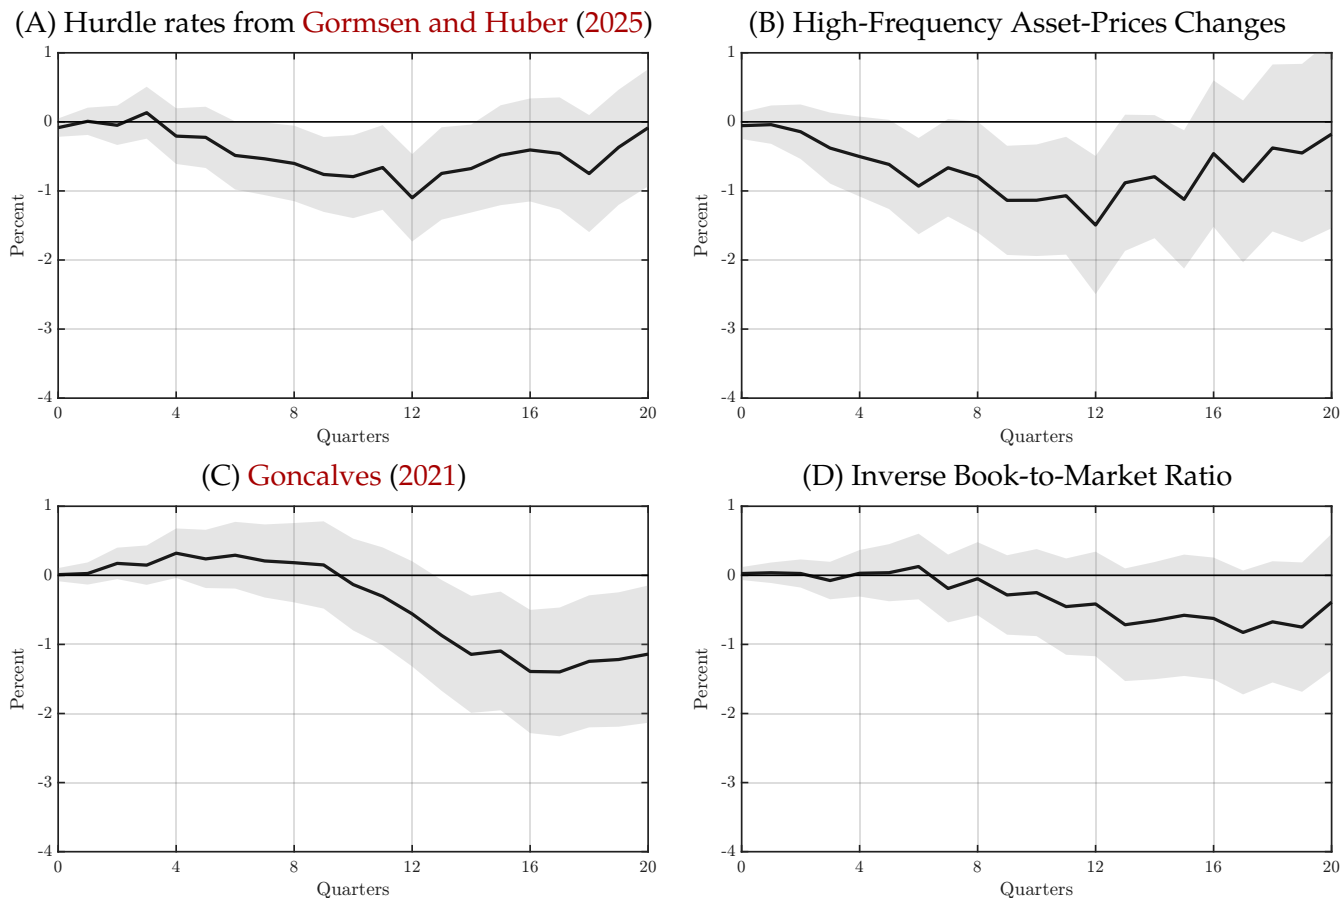 (A) Hurdle rates from Gormsen and Huber (2025)
1
0
-1
-2
-3
-4
Percent
0 4 8 12 16 20
Quarters
(B) High-Frequency Asset-Prices Changes
1
0
-1
-2
-3
-4
Percent
0 4 8 12 16 20
Quarters
(C) Goncalves (2021)
1
0
-1
-2
-3
-4
Percent
0 4 8 12 16 20
Quarters
(D) Inverse Book-to-Market Ratio
1
0
-1
-2
-3
-4
Percent
0 4 8 12 16 20
Quarters